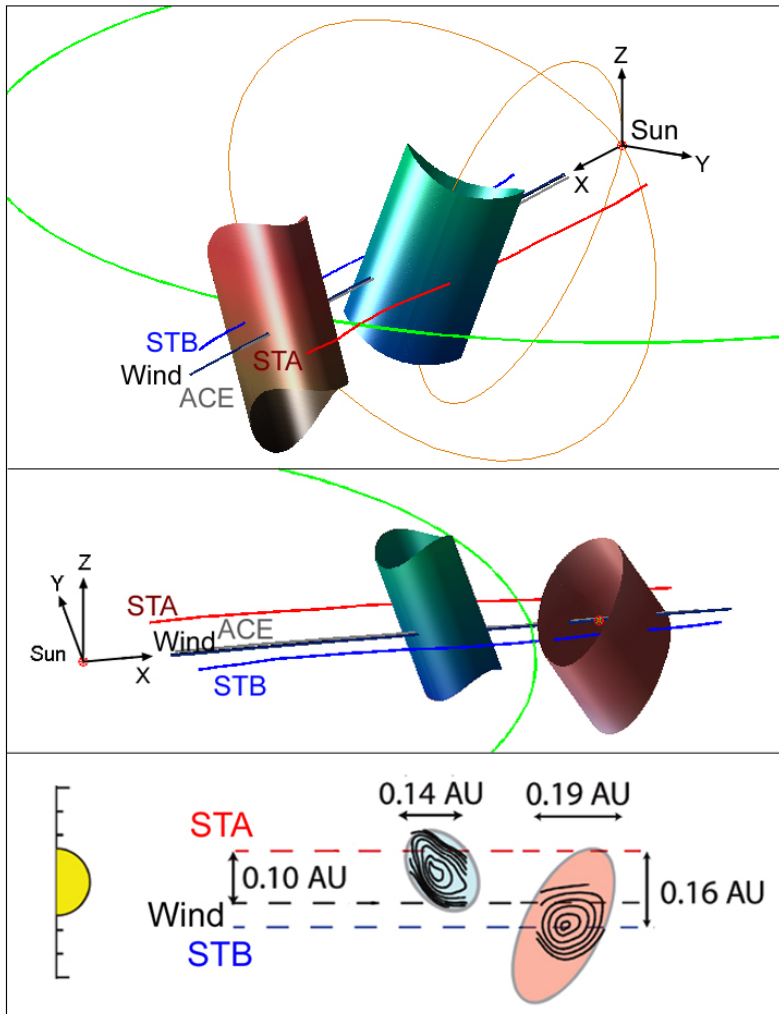 Z
Sun
X
Y
STB
STA
Wind
ACE
Z
Y
STA
ACE
Wind
Sun
X
STB
0.14 AU
0.19 AU
STA
0.10 AU
0.16 AU
Wind
STB